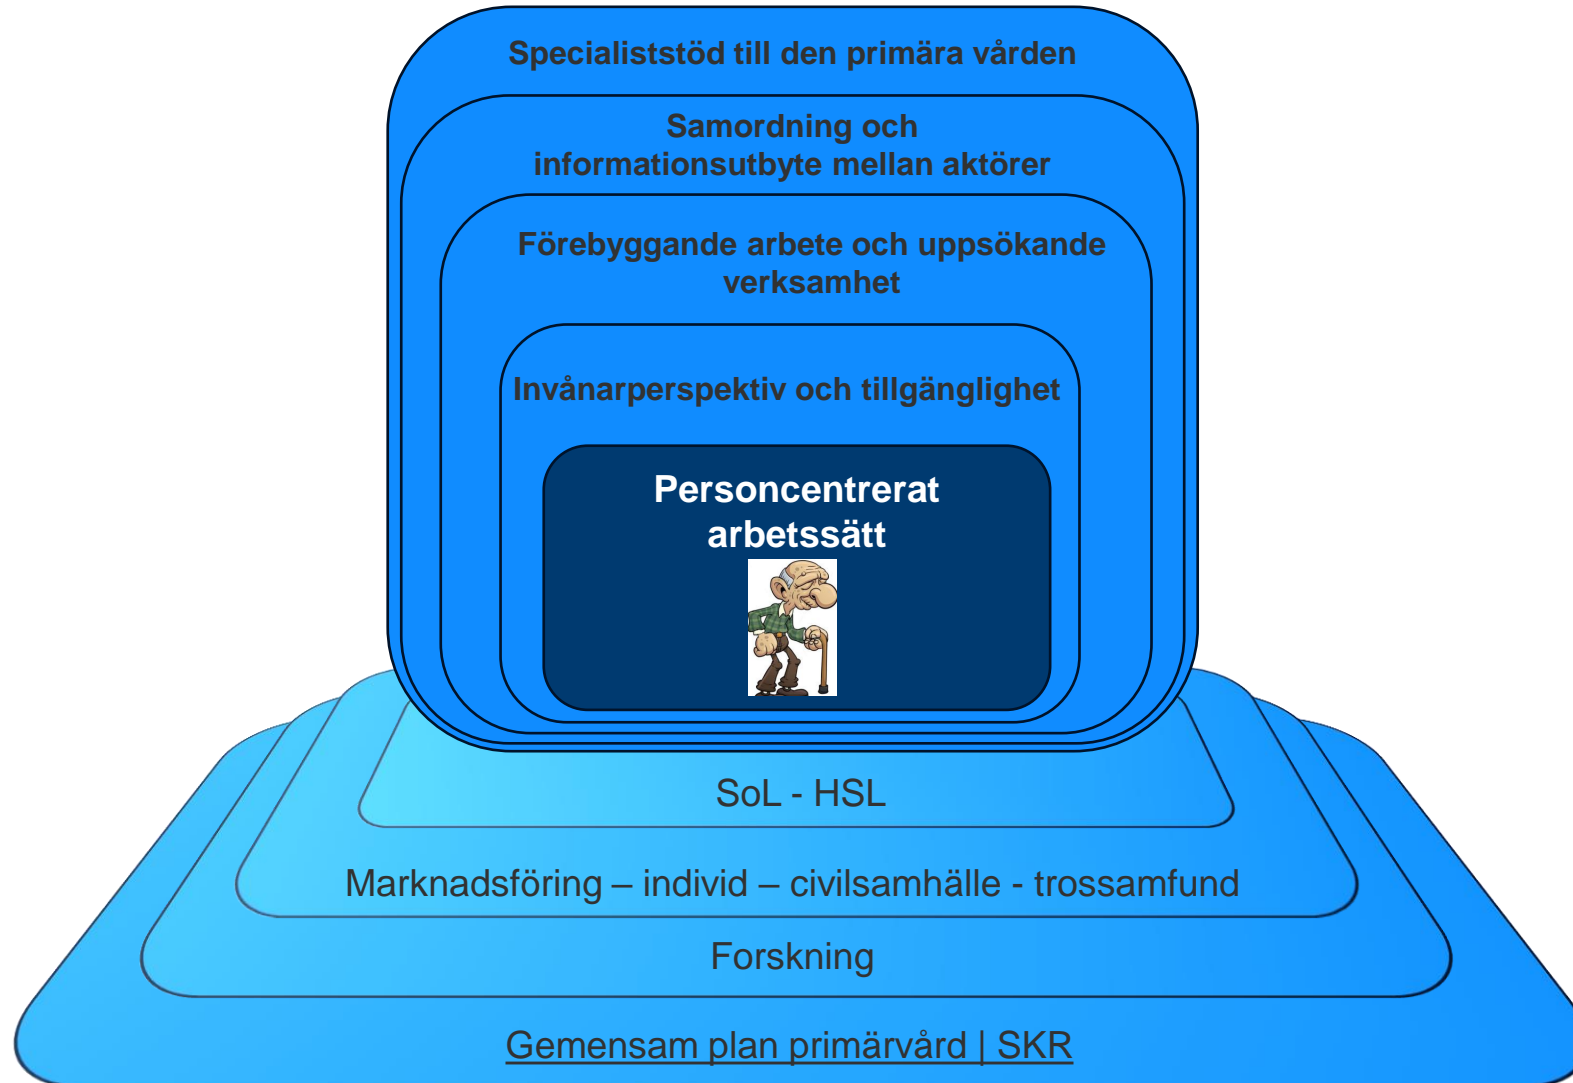 Specialiststöd till den primära vården
Samordning och
informationsutbyte mellan aktörer
Förebyggande arbete och uppsökande
verksamhet
Invånarperspektiv och tillgänglighet
Personcentrerat
arbetssätt
SoL - HSL
Marknadsföring – individ – civilsamhälle - trossamfund
Forskning
Gemensam plan primärvård | SKR